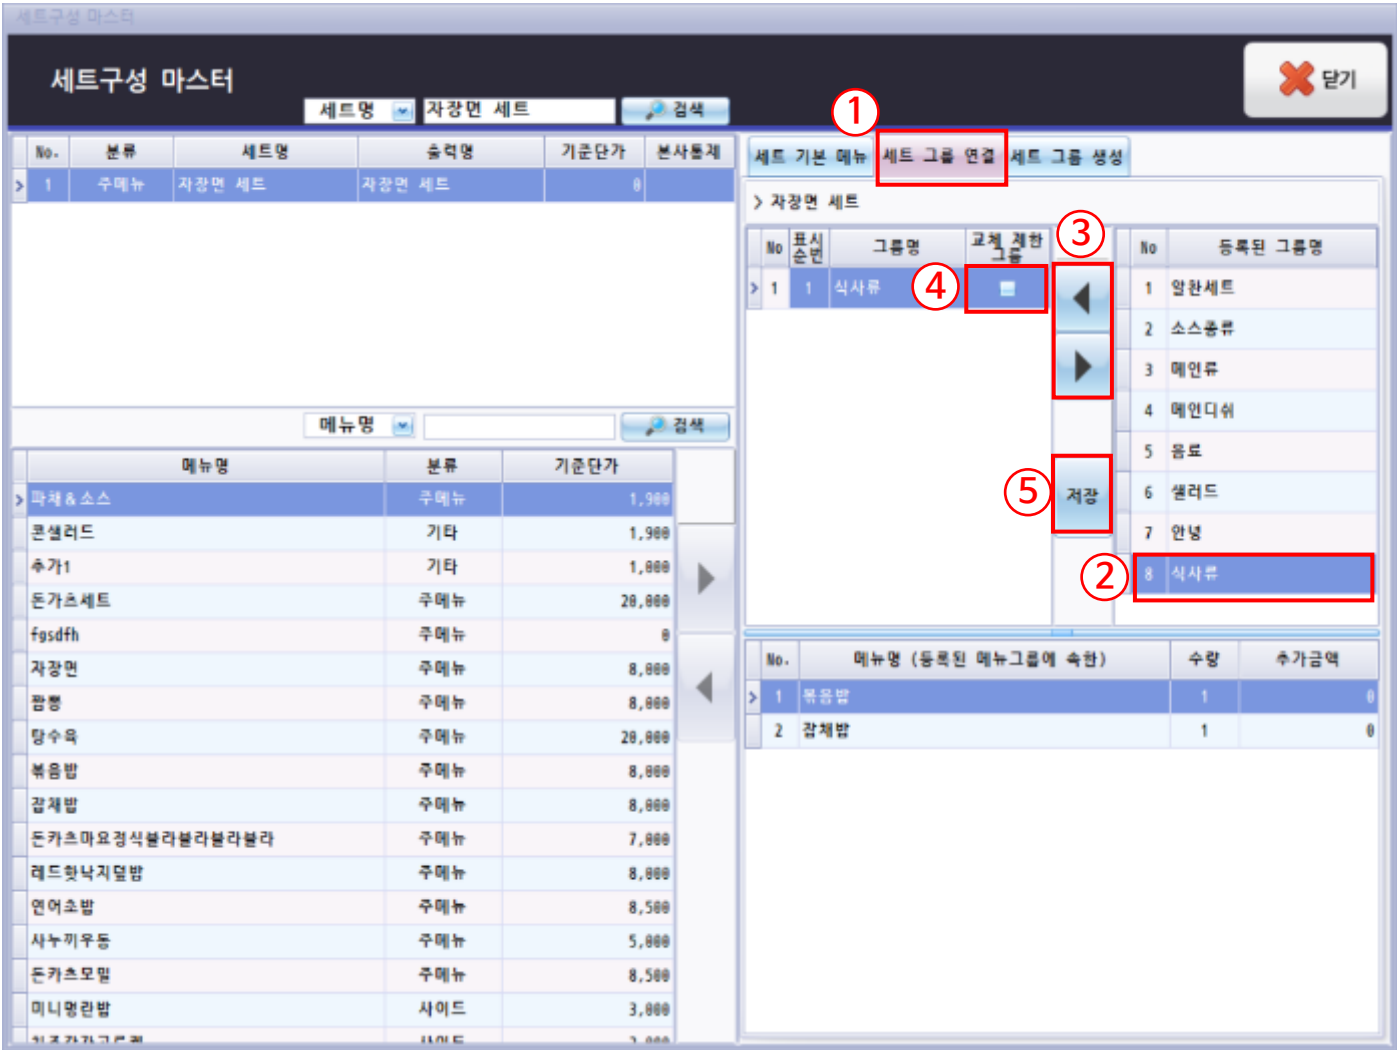 세트구성 마스터
세트구성 마스터
닫기
세트명 자장면 세트 검색
①
No. 분류 세트명 출력명 기준단가 본사통제
1 주메뉴 자장면 세트 자장면 세트 0
세트 기본 메뉴 세트 그룹 연결 세트 그룹 생성
> 자장면 세트
No 표시순번 그룹명 교체 제한 그룹
1 1 식사류
③
④
No 등록된 그룹명
1 알찬세트
2 소스종류
3 메인류
4 메인디쉬
5 음료
6 샐러드
7 안녕
8 식사류
⑤
저장
②
메뉴명 검색
메뉴명 분류 기준단가
파채&소스 주메뉴 1,900
콘샐러드 기타 1,900
추가1 기타 1,000
돈가츠세트 주메뉴 20,000
fgsdfh 주메뉴 0
자장면 주메뉴 8,000
짬뽕 주메뉴 8,000
탕수육 주메뉴 20,000
볶음밥 주메뉴 8,000
잡채밥 주메뉴 8,000
돈카츠마요정식블라블라블라블라 주메뉴 7,000
레드핫낙지덮밥 주메뉴 8,000
연어초밥 주메뉴 8,500
사누끼우동 주메뉴 5,000
돈카츠모밀 주메뉴 8,500
미니명란밥 사이드 3,000
No. 메뉴명 (등록된 메뉴그룹에 속한) 수량 추가금액
1 볶음밥 1 0
2 잡채밥 1 0